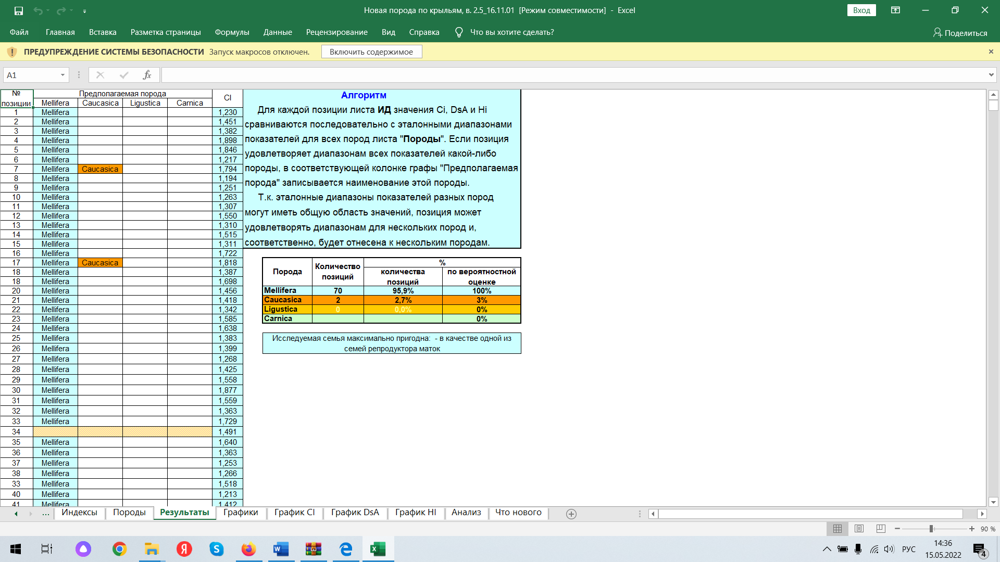 Новая порода по крыльям, в. 2.5_16.11.01 [Режим совместимости] - Excel
Вход
Файл Главная Вставка Разметка страницы Формулы Данные Рецензирование Вид Справка Что вы хотите сделать? Поделиться
ПРЕДУПРЕЖДЕНИЕ СИСТЕМЫ БЕЗОПАСНОСТИ Запуск макросов отключен. Включить содержимое
A1 fx
№ позиции Предполагаемая порода CI
Mellifera Caucasica Ligustica Carnica
1 Mellifera 1,230
2 Mellifera 1,451
3 Mellifera 1,382
4 Mellifera 1,898
5 Mellifera 1,846
6 Mellifera 1,217
7 Mellifera Caucasica 1,794
8 Mellifera 1,194
9 Mellifera 1,251
10 Mellifera 1,263
11 Mellifera 1,307
12 Mellifera 1,550
13 Mellifera 1,310
14 Mellifera 1,515
15 Mellifera 1,311
16 Mellifera 1,722
17 Mellifera Caucasica 1,818
18 Mellifera 1,387
18 Mellifera 1,698
20 Mellifera 1,456
21 Mellifera 1,418
22 Mellifera 1,342
23 Mellifera 1,585
24 Mellifera 1,638
25 Mellifera 1,383
26 Mellifera 1,399
27 Mellifera 1,268
28 Mellifera 1,425
29 Mellifera 1,558
30 Mellifera 1,877
31 Mellifera 1,559
32 Mellifera 1,363
33 Mellifera 1,729
34 1,491
35 Mellifera 1,640
36 Mellifera 1,363
37 Mellifera 1,253
38 Mellifera 1,266
33 Mellifera 1,518
40 Mellifera 1,213
41 Mellifera 1,412
Алгоритм
Для каждой позиции листа ИД значения Ci, DsA и Hi
сравниваются последовательно с эталонными диапазонами
показателей для всех пород листа "Породы". Если позиция
удовлетворяет диапазонам всех показателей какой-либо
породы, в соответствующей колонке графы "Предполагаемая
порода" записывается наименование этой породы.
Т.к. эталонные диапазоны показателей разных пород
могут иметь общую область значений, позиция может
удовлетворять диапазонам для нескольких пород и,
соответственно, будет отнесена к нескольким породам.
Порода Количество позиций %
количества позиций по вероятностной оценке
Mellifera 70 95,9% 100%
Caucasica 2 2,7% 3%
Ligustica 0 0,0% 0%
Carnica 0%
Исследуемая семья максимально пригодна: - в качестве одной из
семей репродуктора маток
... Индексы Породы Результаты Графики График CI График DsA График HI Анализ Что нового
90 %
РУС
14:36
15.05.2022
4